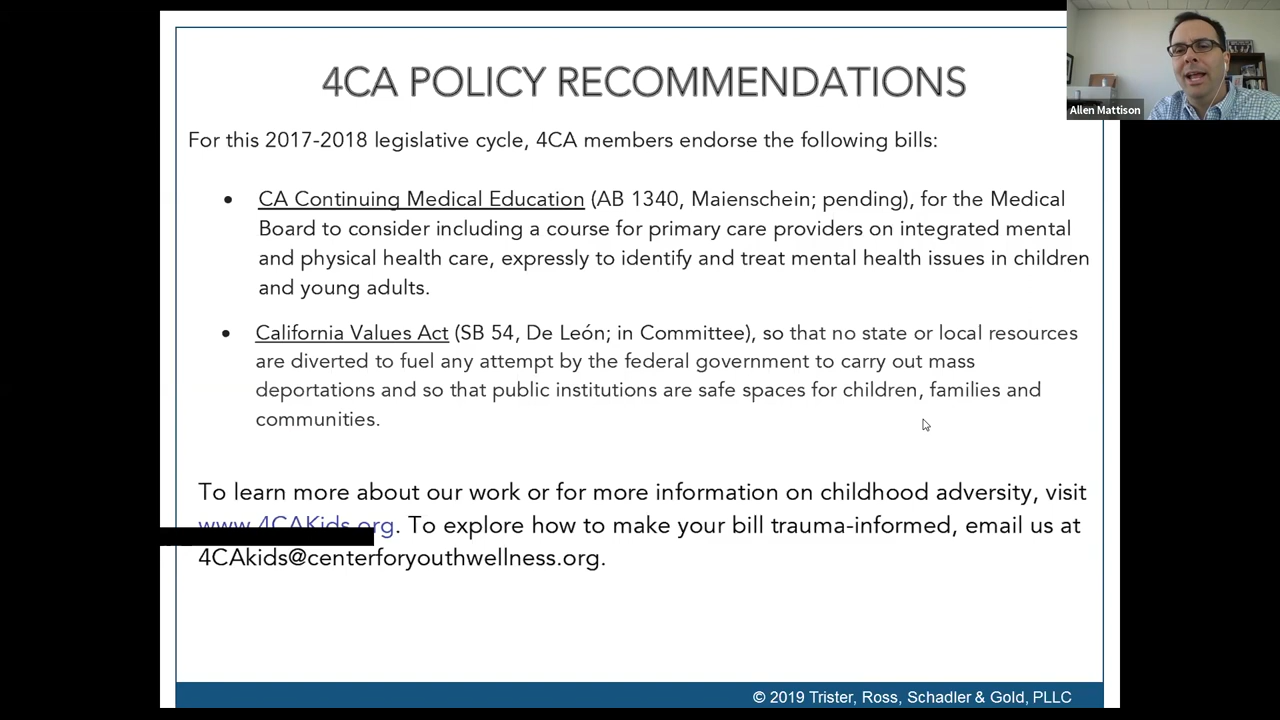 4CA POLICY RECOMMENDATIONS
Allen Mattison
For this 2017-2018 legislative cycle, 4CA members endorse the following bills:
• CA Continuing Medical Education (AB 1340, Maienschein; pending), for the Medical
Board to consider including a course for primary care providers on integrated mental
and physical health care, expressly to identify and treat mental health issues in children
and young adults.
• California Values Act (SB 54, De León; in Committee), so that no state or local resources
are diverted to fuel any attempt by the federal government to carry out mass
deportations and so that public institutions are safe spaces for children, families and
communities.
To learn more about our work or for more information on childhood adversity, visit
www.4CAKids.org. To explore how to make your bill trauma-informed, email us at
4CAkids@centerforyouthwellness.org.
© 2019 Trister, Ross, Schadler & Gold, PLLC